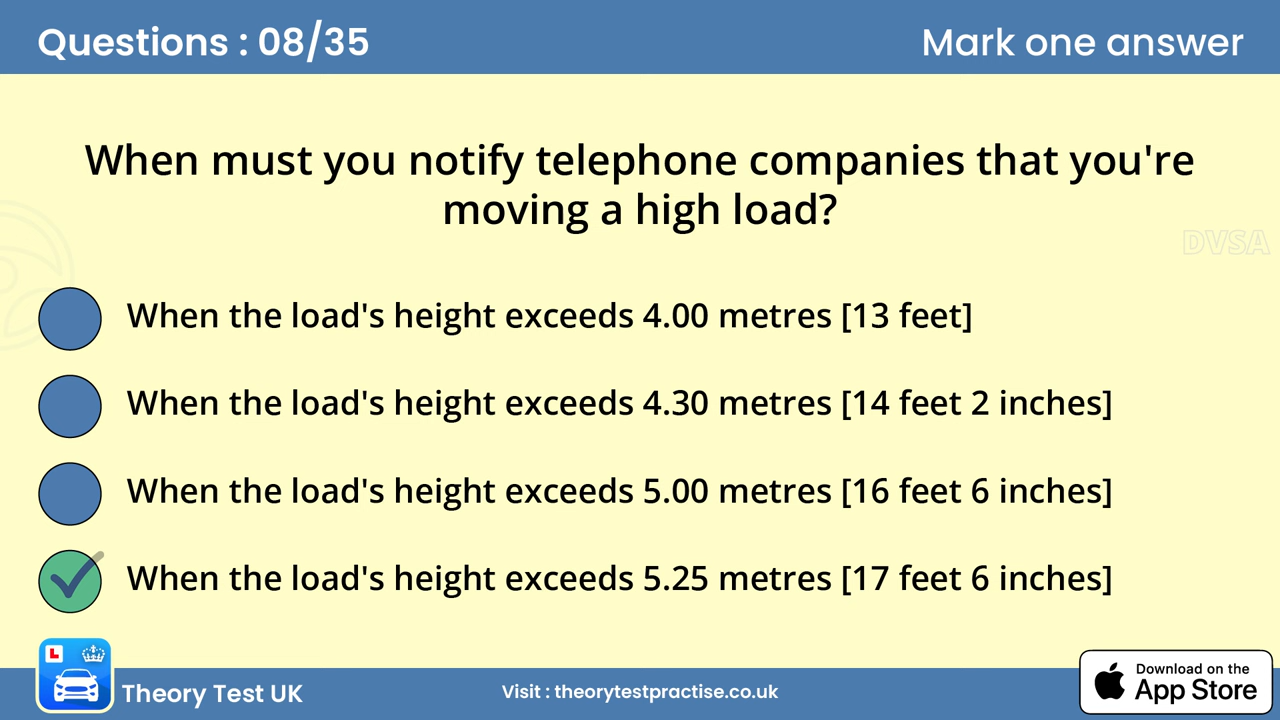 Questions : 08/35
Mark one answer
When must you notify telephone companies that you're
moving a high load?
DVSA
When the load's height exceeds 4.00 metres [13 feet]
When the load's height exceeds 4.30 metres [14 feet 2 inches]
When the load's height exceeds 5.00 metres [16 feet 6 inches]
When the load's height exceeds 5.25 metres [17 feet 6 inches]
L
Theory Test UK
Visit : theorytestpractise.co.uk
Download on the
App Store